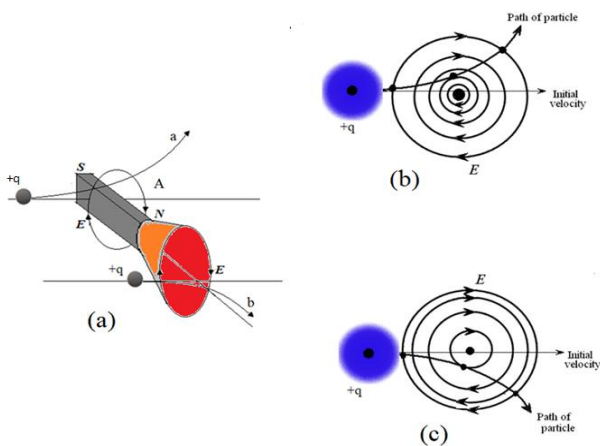 Path of particle
Initial
velocity
+q
E
(b)
a
S
+q
A
E
N
+q
E
b
(a)
E
Initial
velocity
+q
Path of
particle
(c)